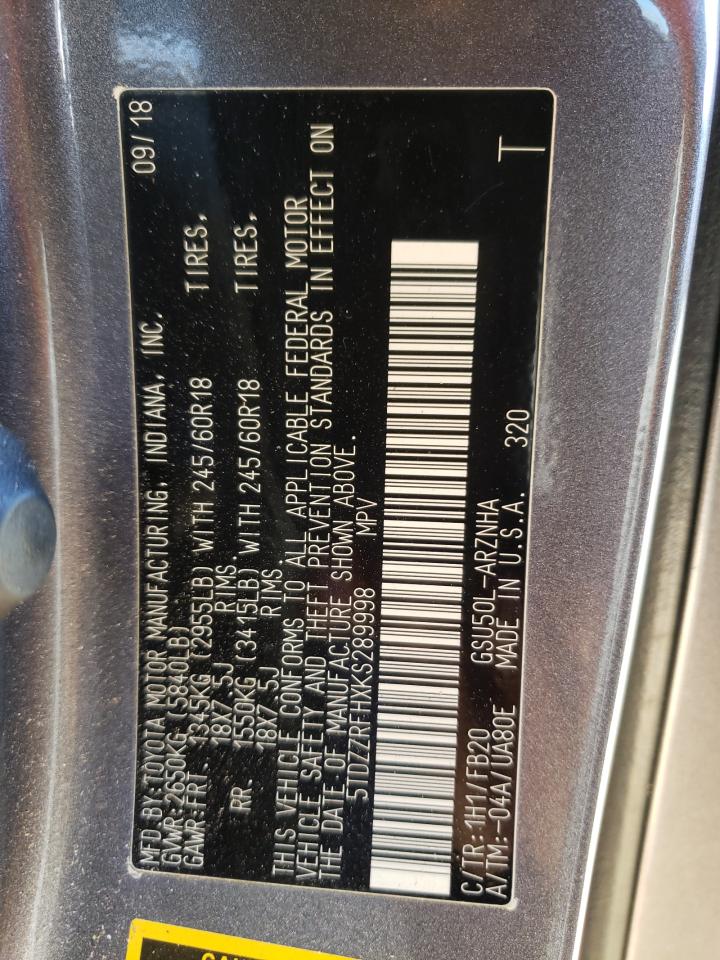 09/18
MFD BY:TOYOTA MOTOR MANUFACTURING, INDIANA, INC.
GVWR:2650KG (5840LB)
GAWR:FRT. 1345KG (2955LB) WITH 245/60R18 TIRES,
18X7.5J RIMS.
RR. 1550KG (3415LB) WITH 245/60R18 TIRES,
18X7.5J RIMS.
THIS VEHICLE CONFORMS TO ALL APPLICABLE FEDERAL MOTOR
VEHICLE SAFETY AND THEFT PREVENTION STANDARDS IN EFFECT ON
THE DATE OF MANUFACTURE SHOWN ABOVE.
5TDZZRFHXKS289998 MPV
C/TR:1H1/FB20 GSU50L-ARZNHA
A/TM:-04A/UA80E MADE IN U.S.A. 320 T